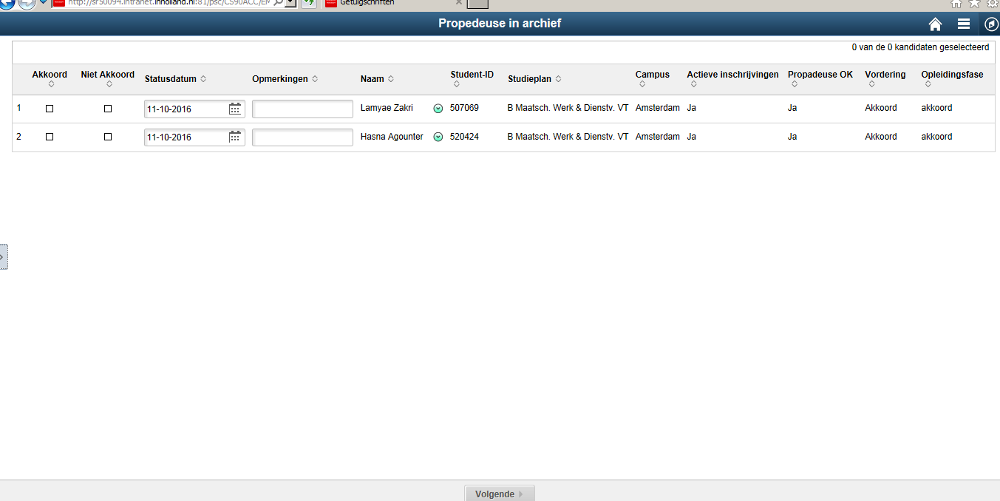 http://sr50094.intranet.inholland.nl:81/psc/CS90ACC/EM
Getuigschriften
Propedeuse in archief
0 van de 0 kandidaten geselecteerd
Akkoord Niet Akkoord Statusdatum Opmerkingen Naam Student-ID Studieplan Campus Actieve inschrijvingen Propadeuse OK Vordering Opleidingsfase
1 11-10-2016 Lamyae Zakri 507069 B Maatsch. Werk & Dienstv. VT Amsterdam Ja Ja Akkoord akkoord
2 11-10-2016 Hasna Agounter 520424 B Maatsch. Werk & Dienstv. VT Amsterdam Ja Ja Akkoord akkoord
Volgende